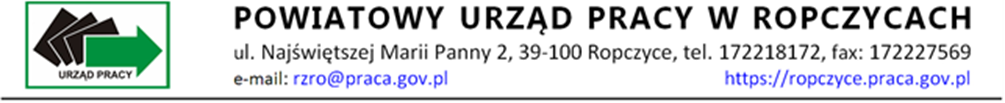 POWIATOWY URZĄD PRACY W ROPCZYCACH
ul. Najświętszej Marii Panny 2, 39-100 Ropczyce, tel. 172218172, fax: 172227569
e-mail: rzro@praca.gov.pl https://ropczyce.praca.gov.pl
URZĄD PRACY